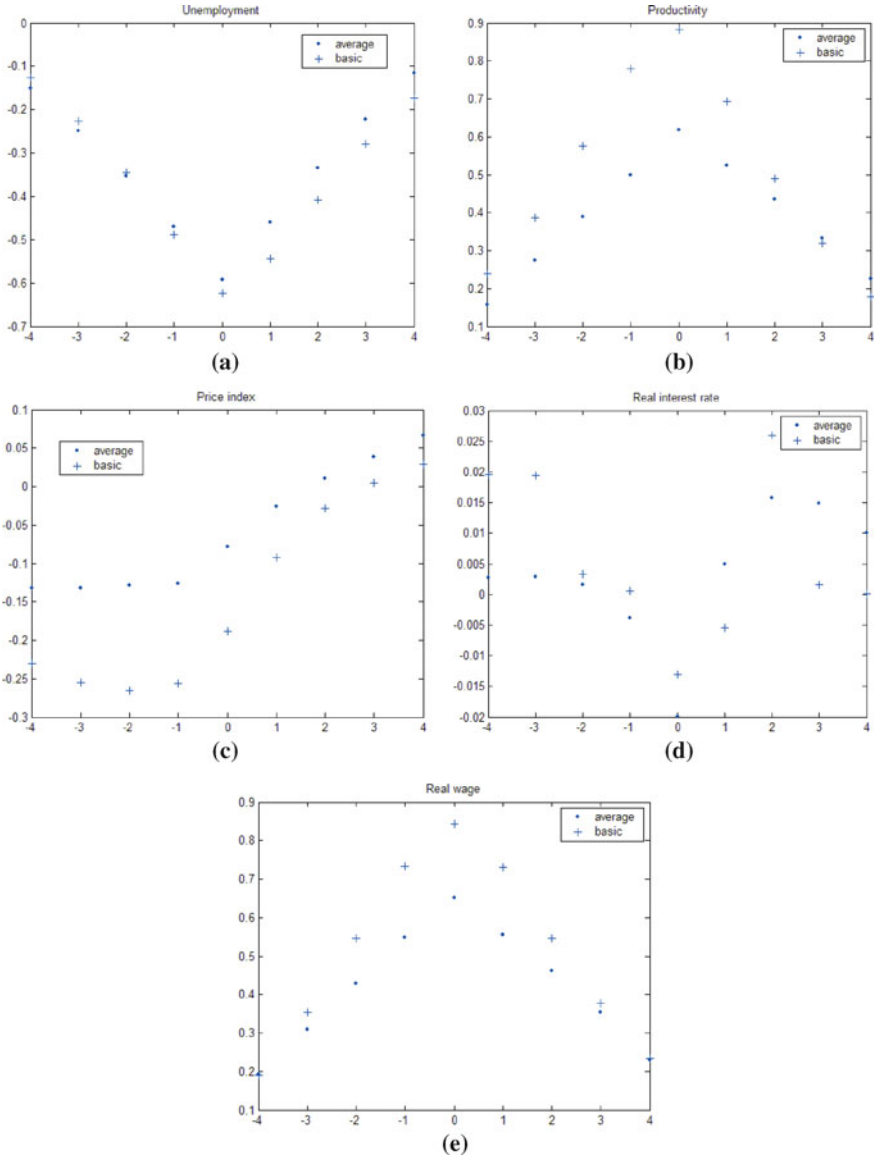 Unemployment
0
-0.1
-0.2
-0.3
-0.4
-0.5
-0.6
-0.7
average
basic
-4 -3 -2 -1 0 1 2 3 4
(a)
Productivity
0.9
0.8
0.7
0.6
0.5
0.4
0.3
0.2
0.1
average
basic
-4 -3 -2 -1 0 1 2 3 4
(b)
Price index
0.1
0.05
0
-0.05
-0.1
-0.15
-0.2
-0.25
-0.3
average
basic
-4 -3 -2 -1 0 1 2 3 4
(c)
Real interest rate
0.03
0.025
0.02
0.015
0.01
0.005
0
-0.005
-0.01
-0.015
-0.02
average
basic
-4 -3 -2 -1 0 1 2 3 4
(d)
Real wage
0.9
0.8
0.7
0.6
0.5
0.4
0.3
0.2
0.1
average
basic
-4 -3 -2 -1 0 1 2 3 4
(e)